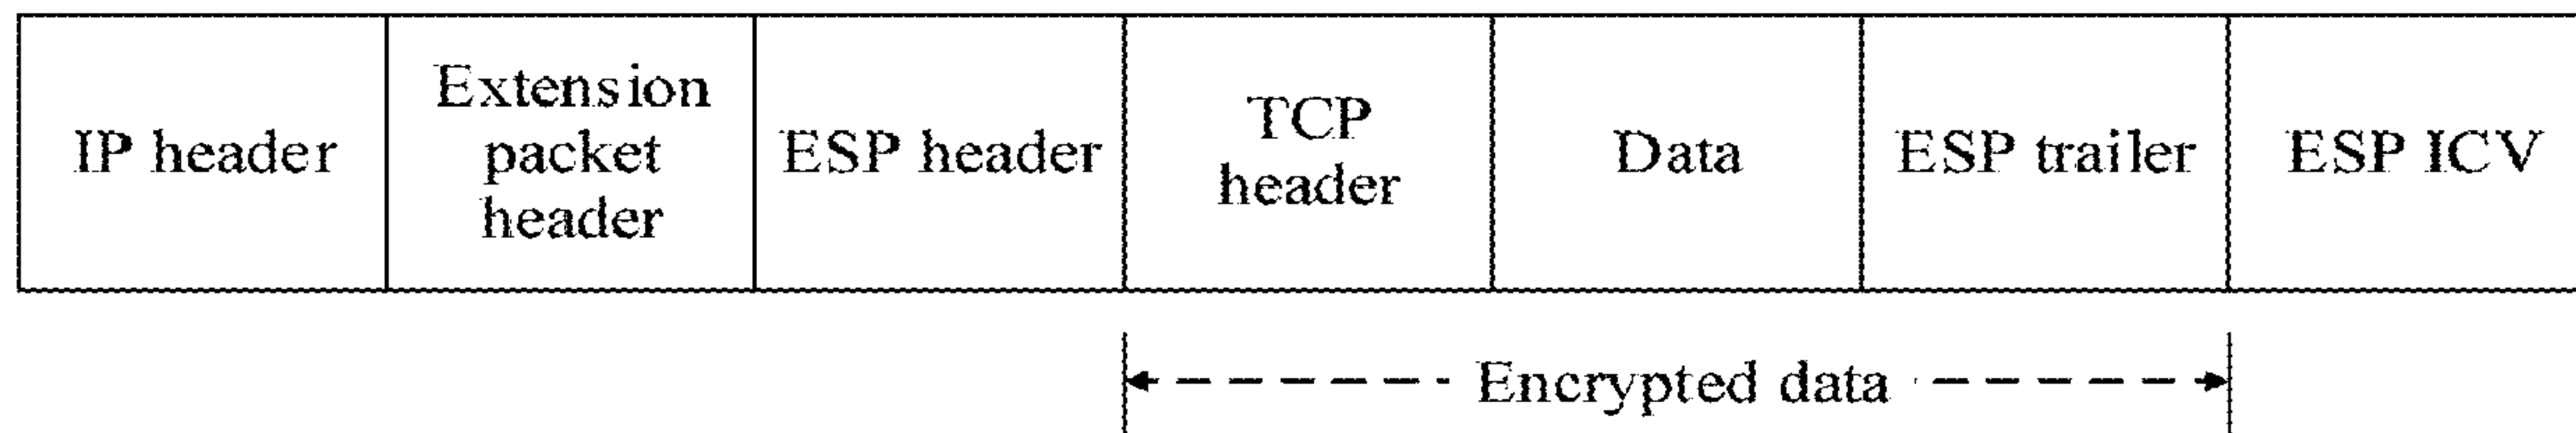 IP header
Extension
packet
header
ESP header
TCP
header
Data
ESP trailer
ESP ICV
Encrypted data